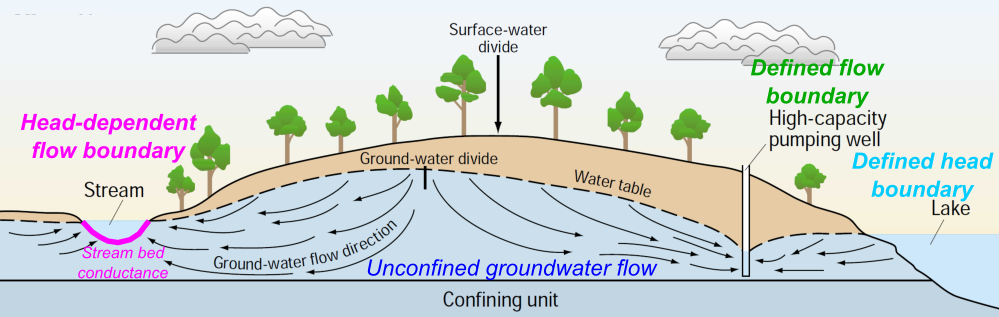 Surface-water
divide
Defined flow
boundary
High-capacity
pumping well
Head-dependent
flow boundary
Ground-water divide
Defined head
boundary
Stream
Water table
Lake
Stream bed
conductance
Ground-water flow direction
Unconfined groundwater flow
Confining unit